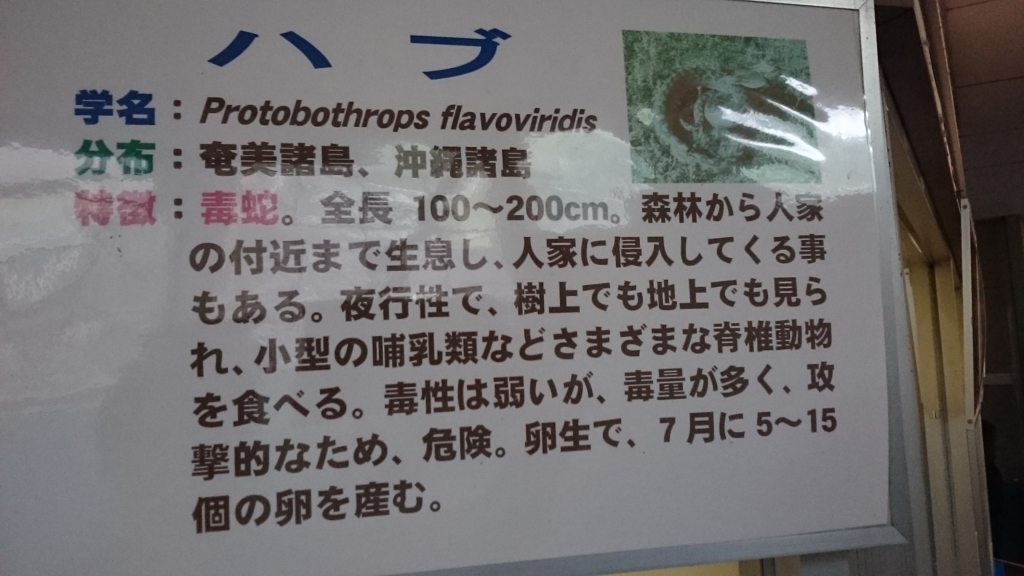 ハブ
学名：Protobothrops flavoviridis
分布：奄美諸島、沖縄諸島
特徴：毒蛇。全長 100～200cm。森林から人家
の付近まで生息し、人家に侵入してくる事
もある。夜行性で、樹上でも地上でも見ら
れ、小型の哺乳類などさまざまな脊椎動物
を食べる。毒性は弱いが、毒量が多く、攻
撃的なため、危険。卵生で、7月に5～15
個の卵を産む。